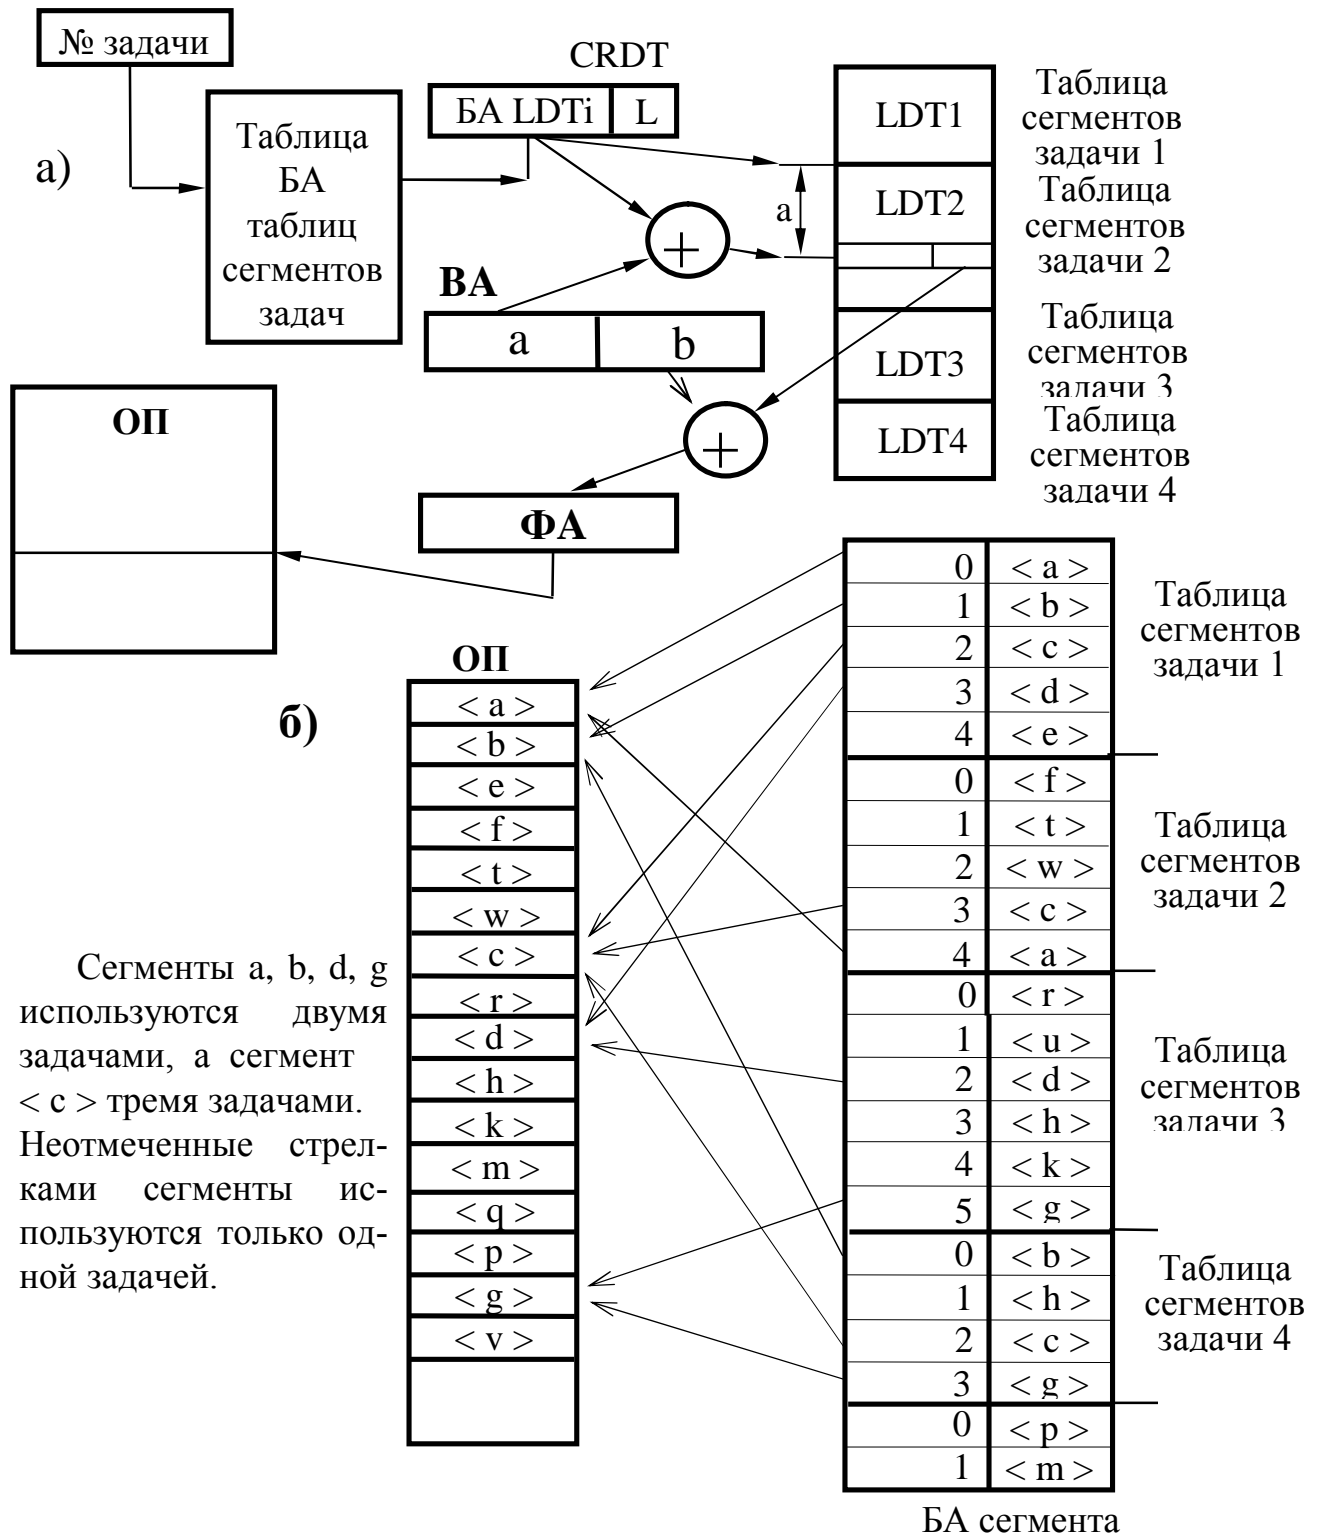 № задачи
CRDT
БА LDTi L
а)
Таблица
БА
таблиц
сегментов
задач
LDT1
Таблица
сегментов
задачи 1
LDT2
Таблица
сегментов
задачи 2
a
+
ВА
a b
LDT3
Таблица
сегментов
задачи 3
LDT4
Таблица
сегментов
задачи 4
+
ФА
ОП
б)
ОП
< a >
< b >
< e >
< f >
< t >
< w >
< c >
< r >
< d >
< h >
< k >
< m >
< q >
< p >
< g >
< v >
Сегменты a, b, d, g
используются двумя
задачами, а сегмент
< c > тремя задачами.
Неотмеченные стрел-
ками сегменты ис-
пользуются только од-
ной задачей.
0 < a >
1 < b >
2 < c >
3 < d >
4 < e >
Таблица
сегментов
задачи 1
0 < f >
1 < t >
2 < w >
3 < c >
4 < a >
Таблица
сегментов
задачи 2
0 < r >
1 < u >
2 < d >
3 < h >
4 < k >
5 < g >
Таблица
сегментов
задачи 3
0 < b >
1 < h >
2 < c >
3 < g >
Таблица
сегментов
задачи 4
0 < p >
1 < m >
БА сегмента